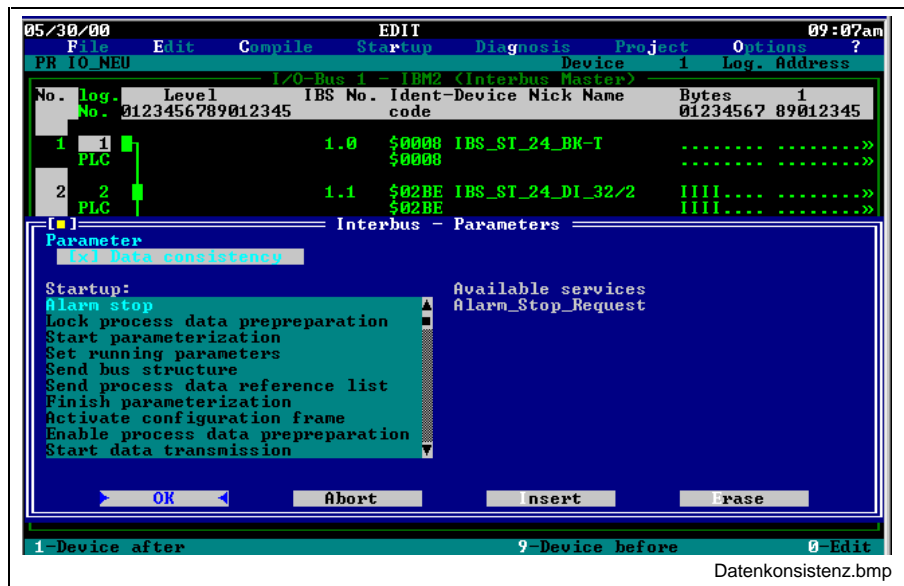 05/30/00 EDIT 09:07am
File Edit Compile Startup Diagnosis Project Options ?
PR IO_NEU Device 1 Log. Address
I/O-Bus 1 - IBM2 (Interbus Master)
No. log. Level IBS No. Ident-Device Nick Name Bytes 1
No. 0123456789012345 code 01234567 89012345
1 1 1.0 $0008 IBS_ST_24_BK-T ........ ........»
PLC $0008 ........ ........»
2 2 1.1 $02BE IBS_ST_24_DI_32/2 IIII.... ........»
PLC $02BE IIII.... ........»
[■] Interbus - Parameters
Parameter
[x] Data consistency
Startup: Available services
Alarm stop Alarm_Stop_Request
Lock process data prepreparation
Start parameterization
Set running parameters
Send bus structure
Send process data reference list
Finish parameterization
Activate configuration frame
Enable process data prepreparation
Start data transmission
OK Abort Insert Erase
1-Device after 9-Device before 0-Edit
Datenkonsistenz.bmp